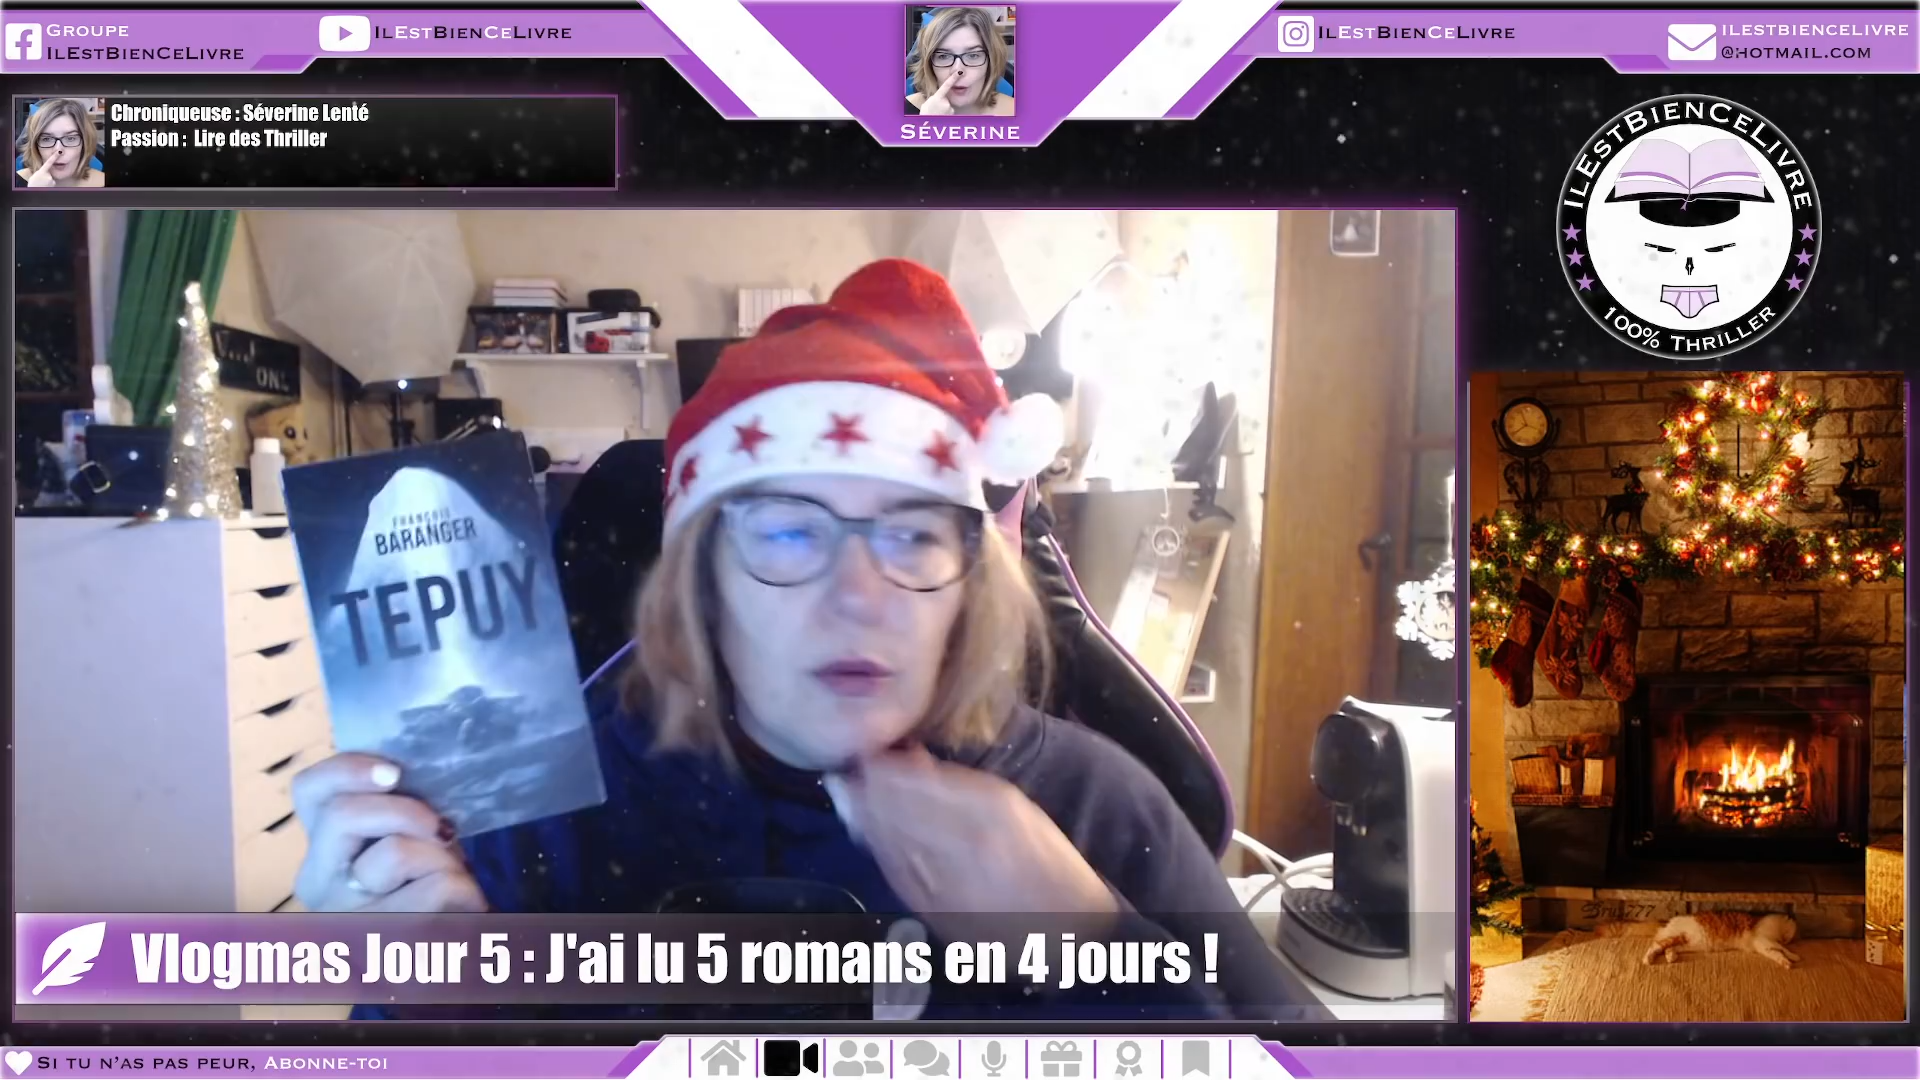 Groupe
IlEstBienCeLivre
IlEstBienCeLivre
Séverine
IlEstBienCeLivre
ilestbiencelivre
@hotmail.com
Chroniqueuse : Séverine Lenté
Passion : Lire des Thriller
IlEstBienCeLivre
100% Thriller
FRANÇOIS
BARANGER
TEPUY
Vlogmas Jour 5 : J'ai lu 5 romans en 4 jours !
Si tu n'as pas peur, Abonne-toi